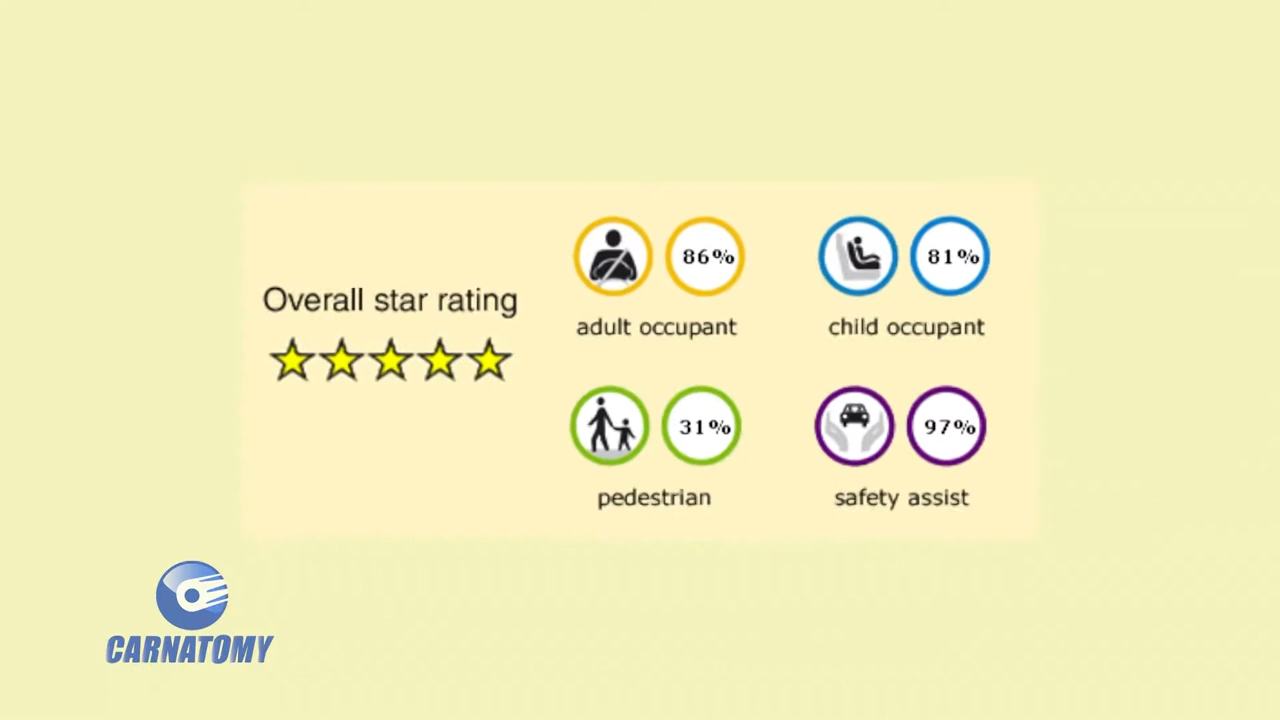 Overall star rating
86%
adult occupant
81%
child occupant
31%
pedestrian
97%
safety assist
CARNATOMY